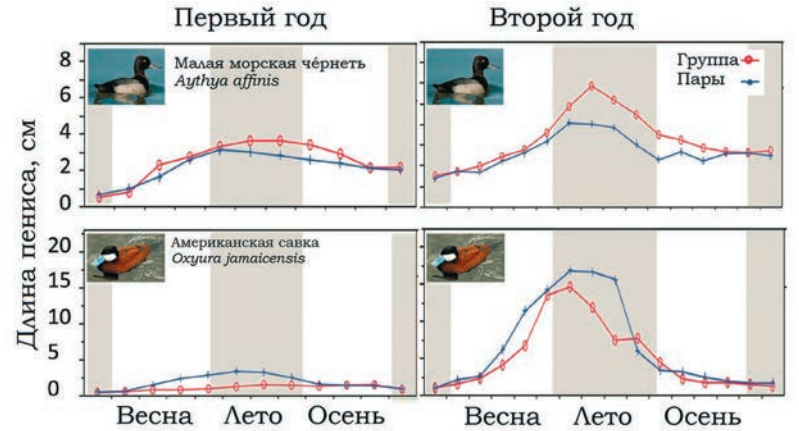 Первый год
Второй год
Длина пениса, см
8
6
4
2
0
Малая морская чéрнеть
Aythya affinis
Группа
Пары
20
15
10
5
0
Американская савка
Oxyura jamaicensis
Весна Лето Осень
Весна Лето Осень